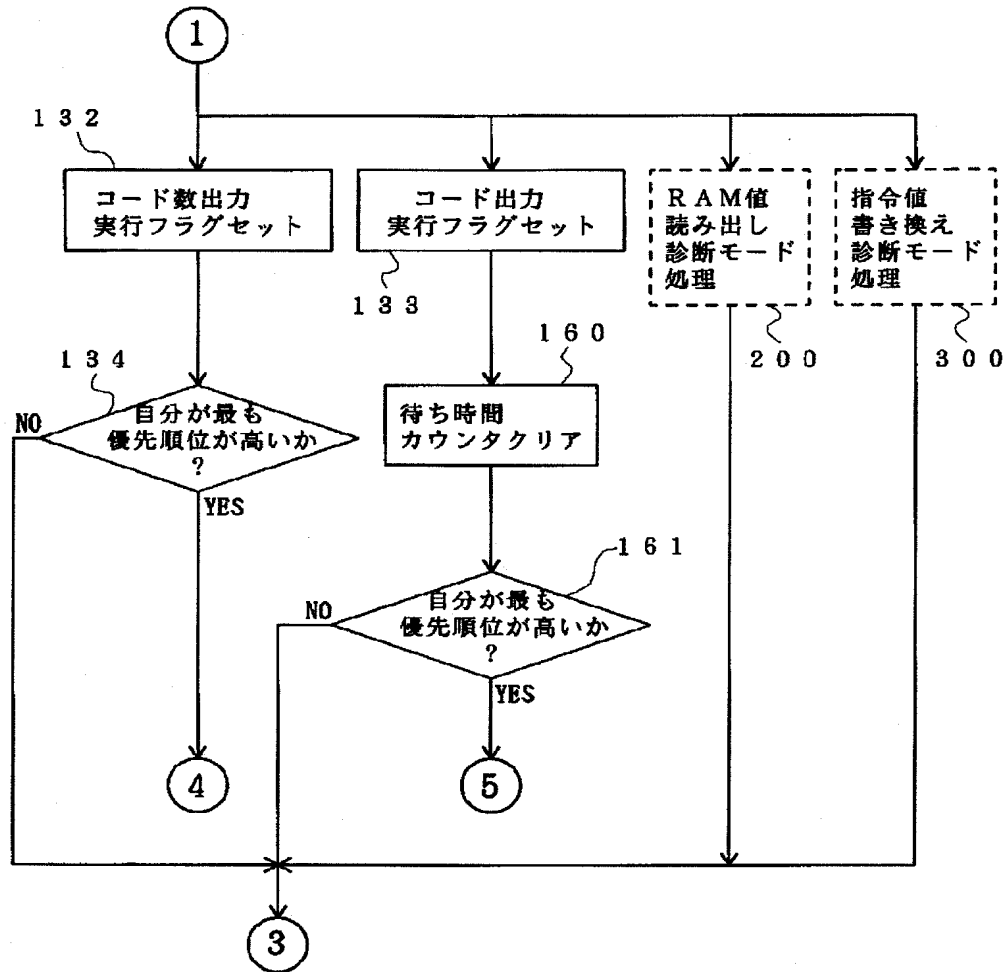 1
１３２
コード数出力
実行フラグセット
コード出力
実行フラグセット
ＲＡＭ値
読み出し
診断モード
処理
指令値
書き換え
診断モード
処理
１３３
２００
３００
１３４
１６０
自分が最も
優先順位が高いか
?
NO
YES
待ち時間
カウンタクリア
１６１
自分が最も
優先順位が高いか
?
NO
YES
4
5
3